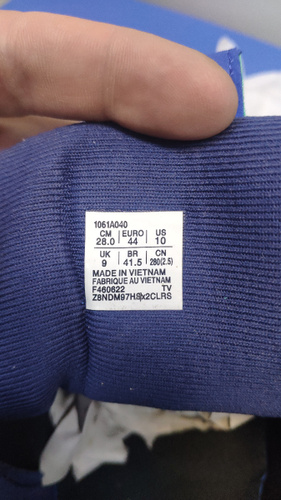 1061A040
CM EURO US
28.0 44 10
UK BR CN
9 41.5 280(2.5)
MADE IN VIETNAM
FABRIQUE AU VIETNAM
F460622 TV